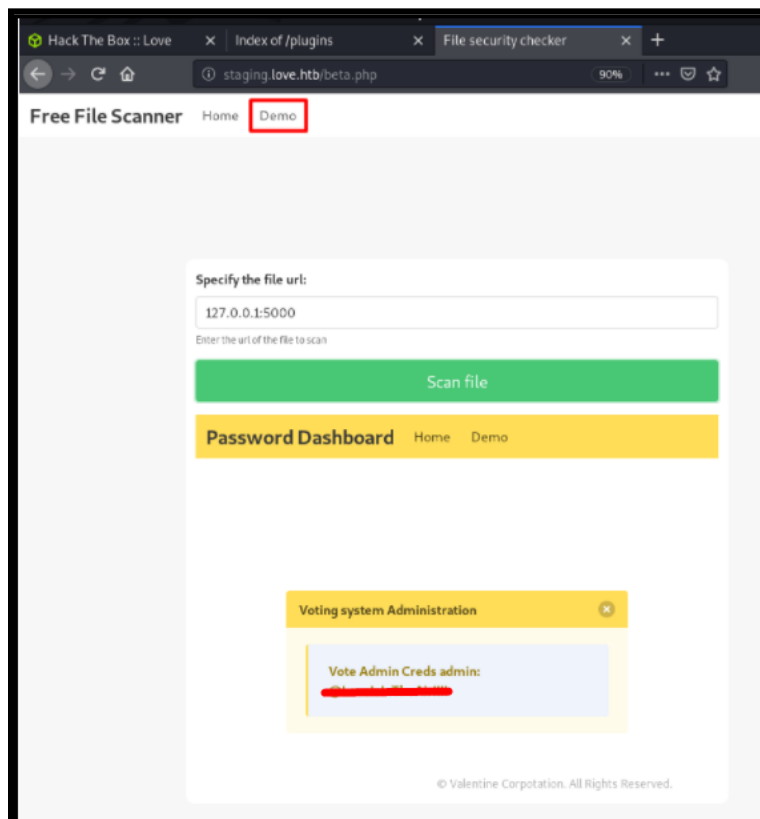 Hack The Box :: Love Index of /plugins File security checker
staging.love.htb/beta.php 90%
Free File Scanner Home Demo
Specify the file url:
127.0.0.1:5000
Enter the url of the file to scan
Scan file
Password Dashboard Home Demo
Voting system Administration
Vote Admin Creds admin:
© Valentine Corpotation. All Rights Reserved.